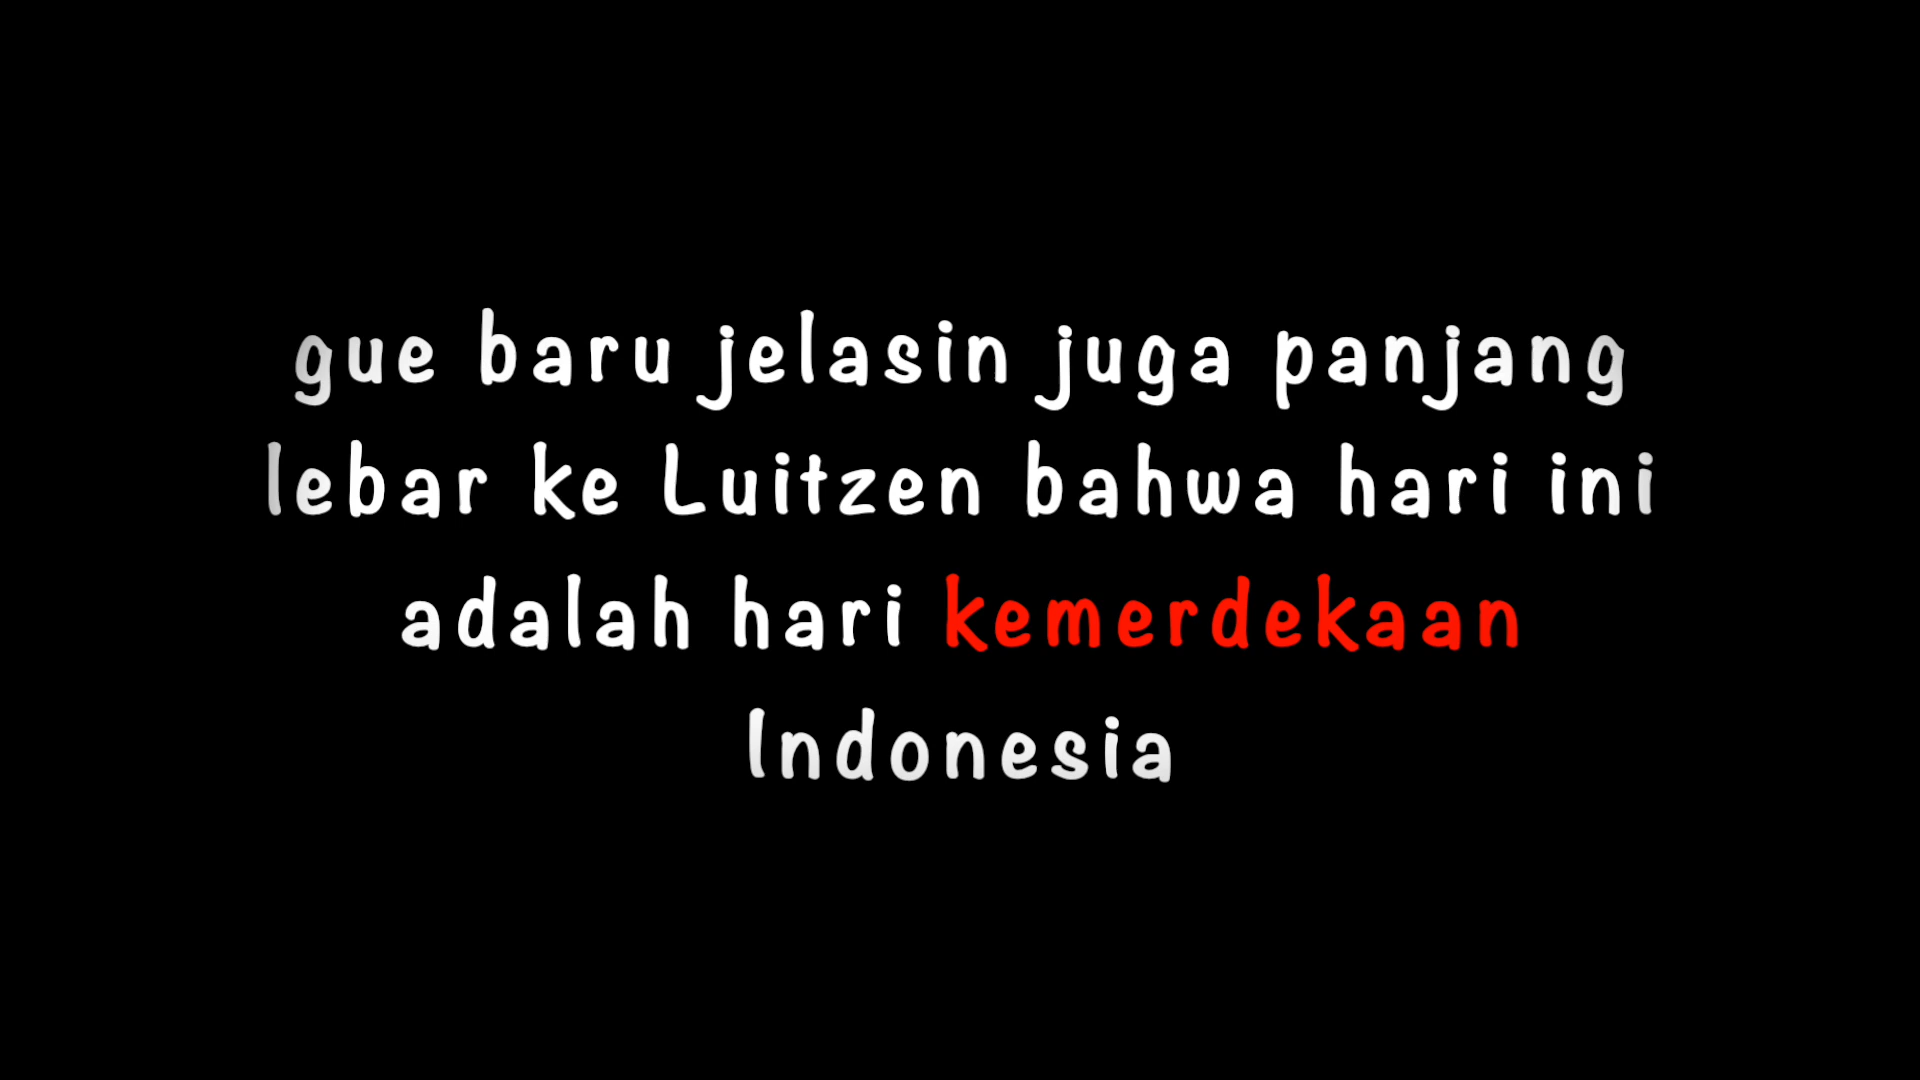 gue baru jelasin juga panjang
lebar ke Luitzen bahwa hari ini
adalah hari kemerdekaan
Indonesia